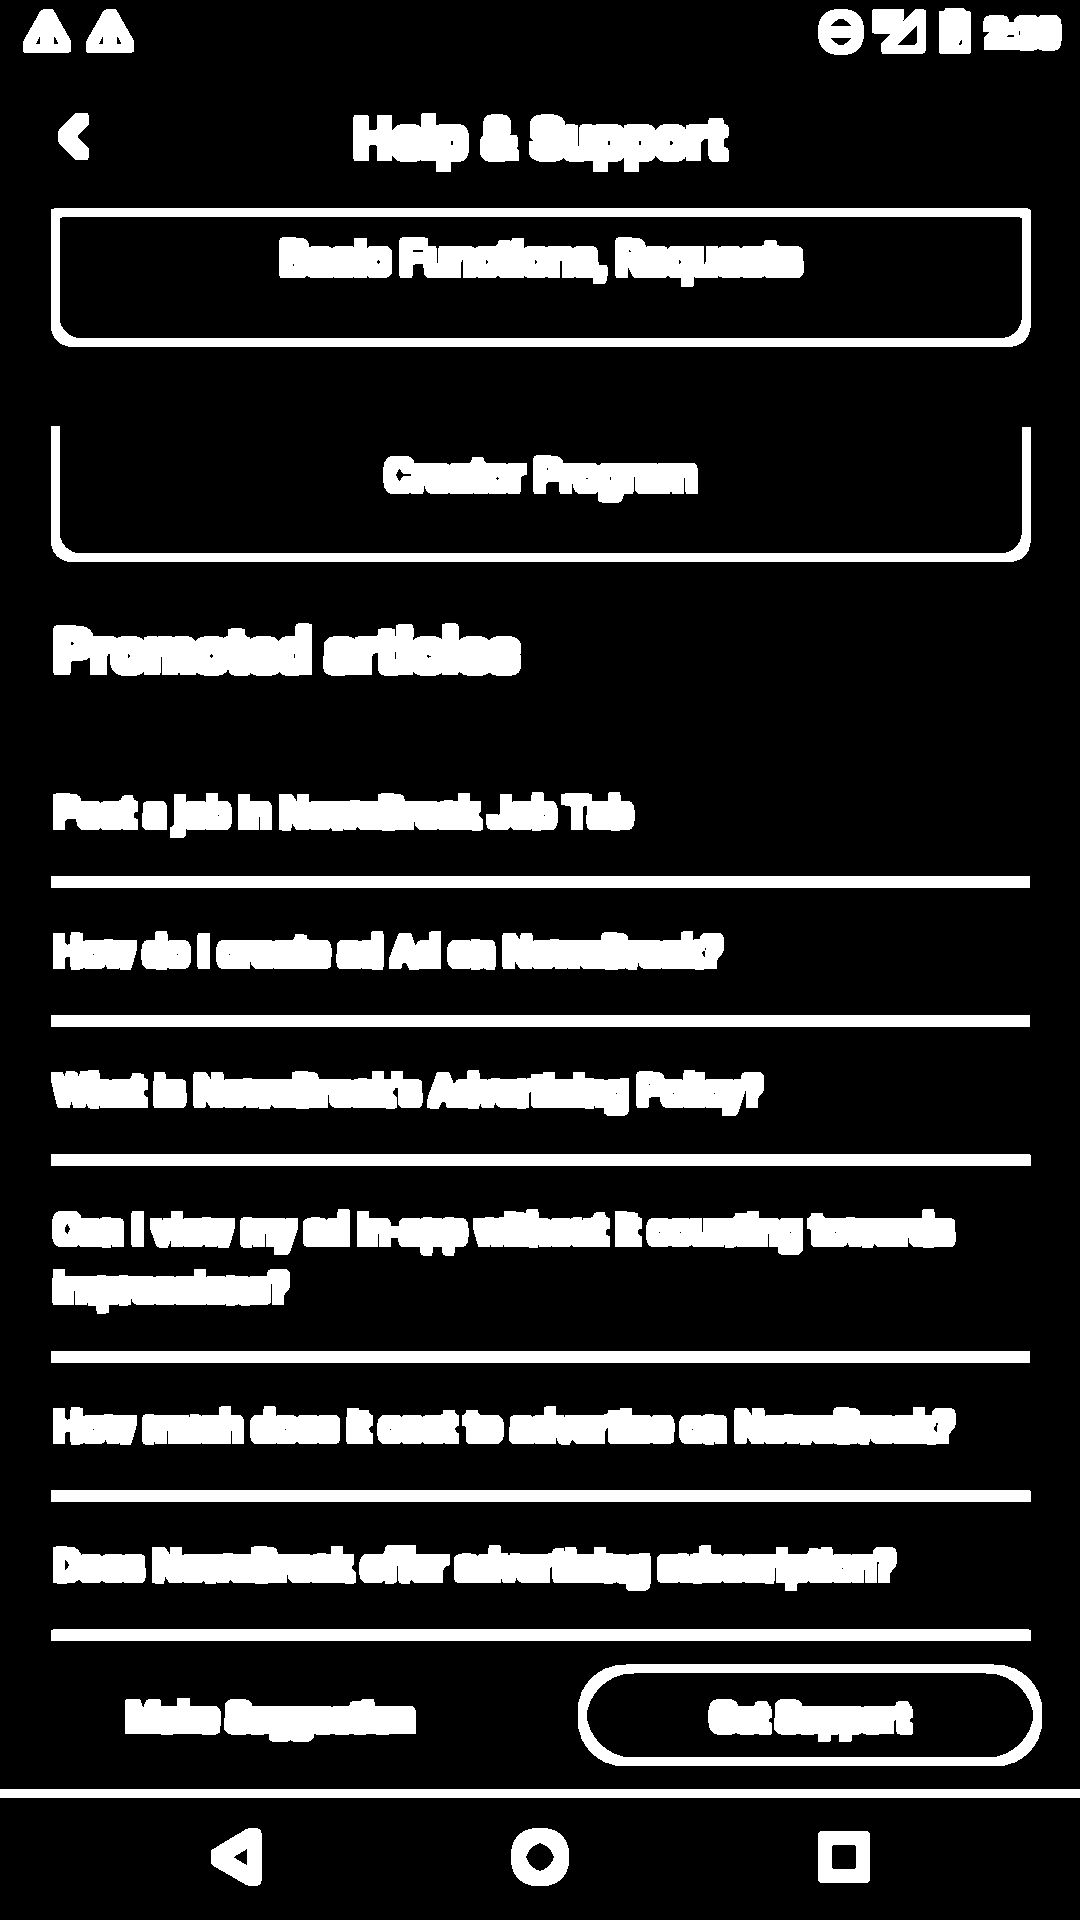 Help & Support
Basic Functions, Requests
Creator Program
Promoted articles
Post a job in NewsBreak Job Tab
How do I create ad Ad on NewsBreak?
What is NewsBreak's Advertising Policy?
Can I view my ad in-app without it counting towards
impressions?
How much does it cost to advertise on NewsBreak?
Does NewsBreak offer advertising subscription?
Make Suggestion
Get Support